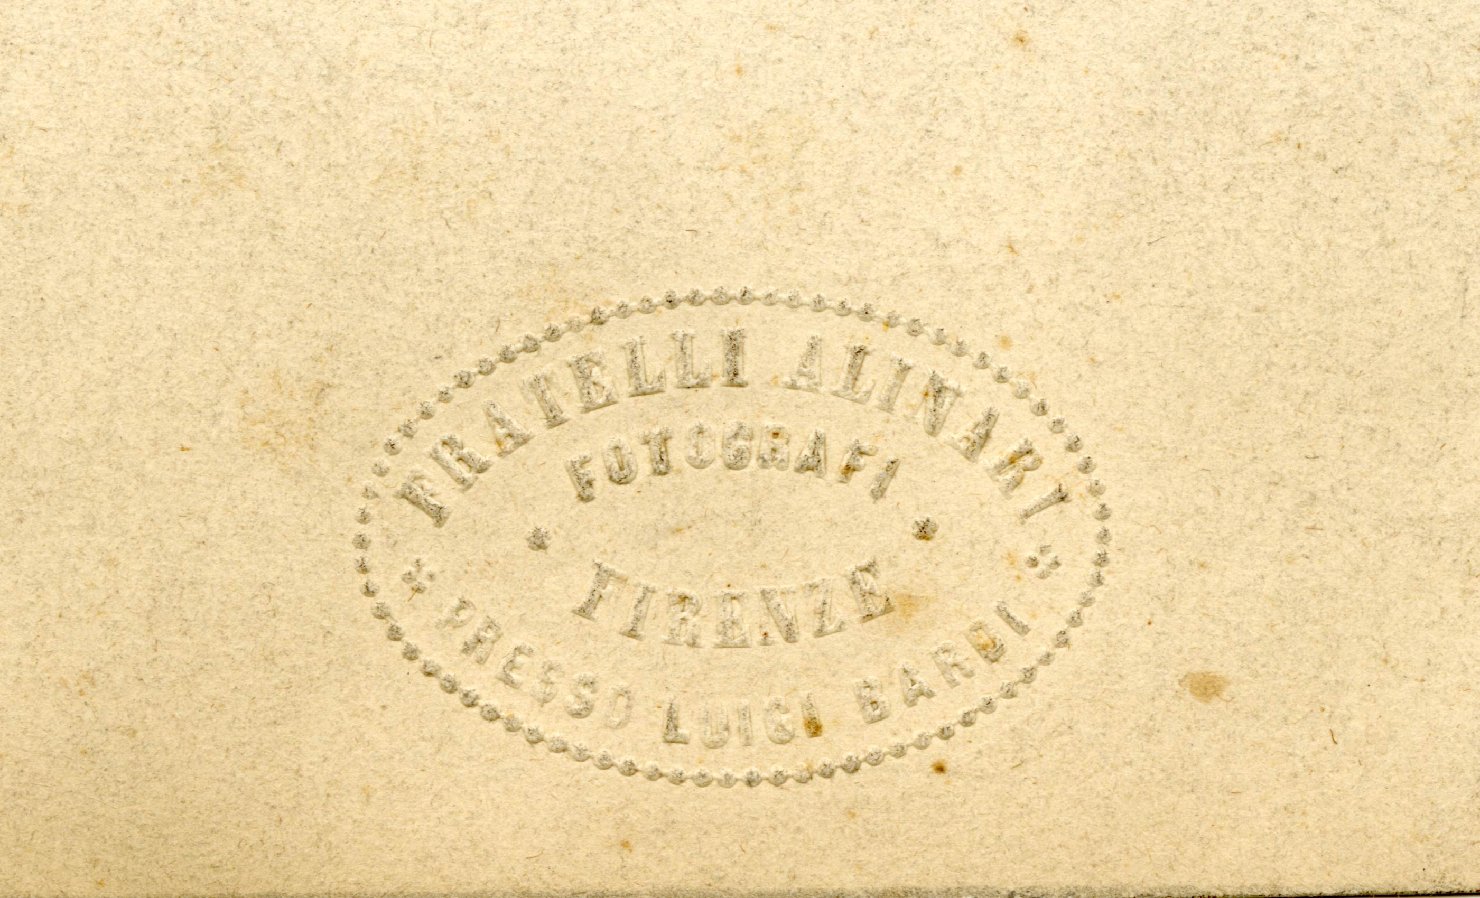 FRATELLI ALINARI
FOTOGRAFI
FIRENZE
PRESSO LUIGI BARDI